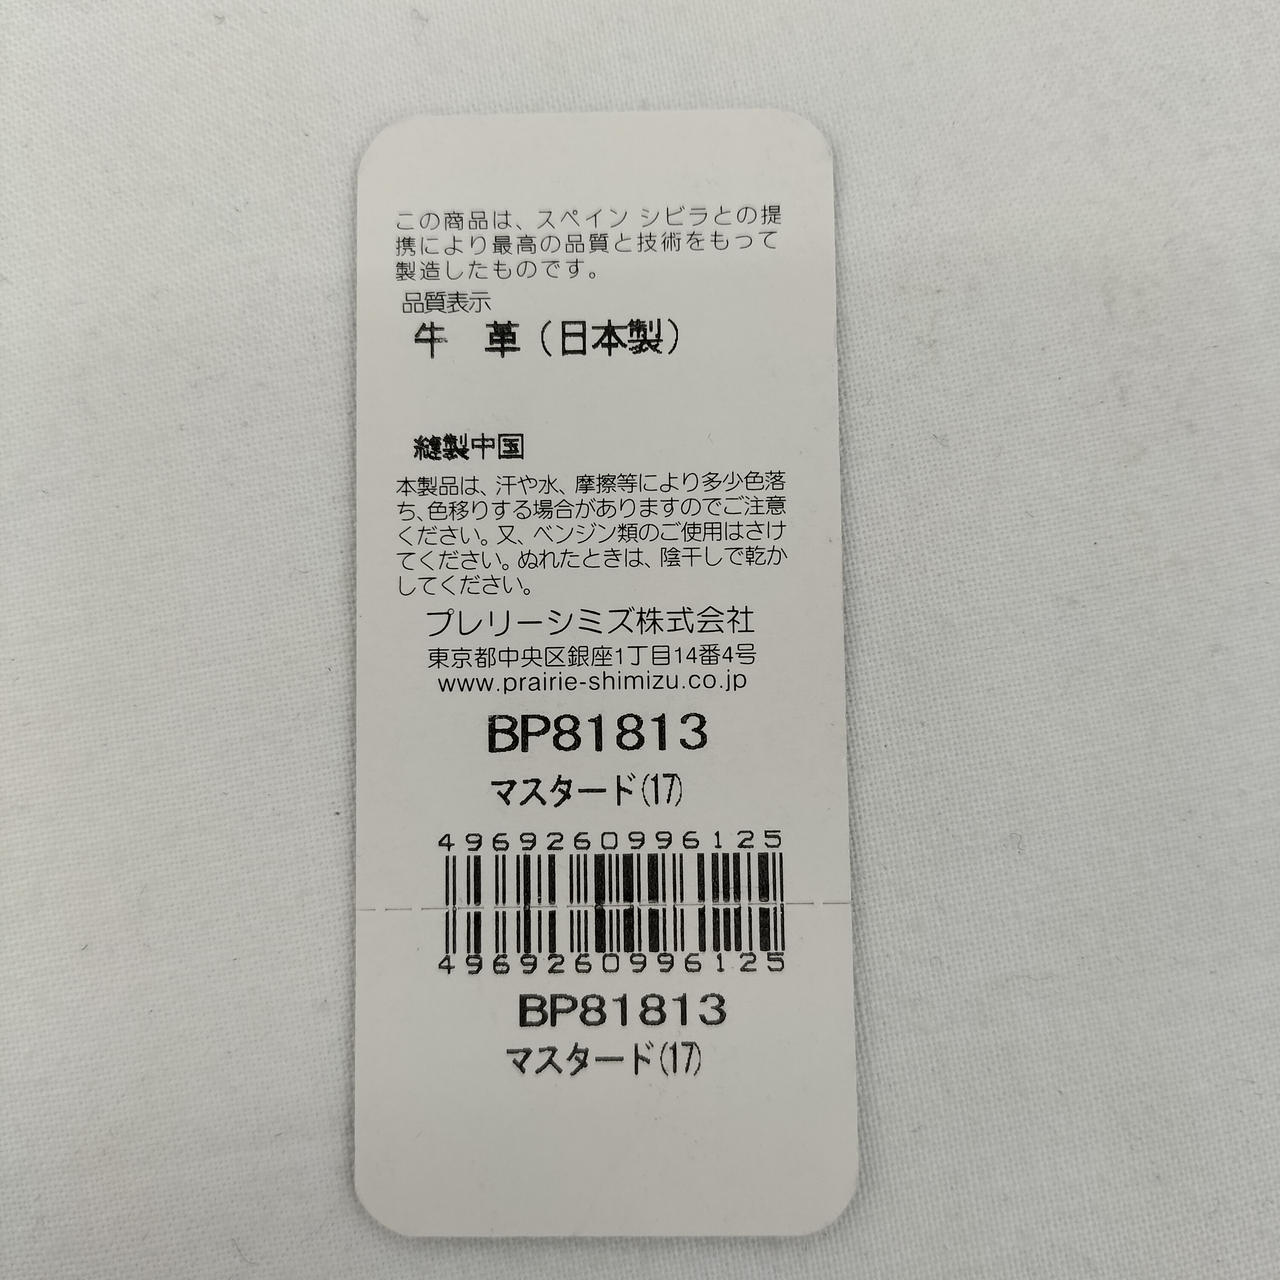 この商品は、スペイン シビラとの提
携により最高の品質と技術をもって
製造したものです。
品質表示
牛　革（日本製）
縫製中国
本製品は、汗や水、摩擦等により多少色落
ち、色移りする場合がありますのでご注意
ください。又、ベンジン類のご使用はさけ
てください。ぬれたときは、陰干しで乾か
してください。
プレリーシミズ株式会社
東京都中央区銀座1丁目14番4号
www.prairie-shimizu.co.jp
BP81813
マスタード(17)
4969260996125
4969260996125
BP81813
マスタード(17)